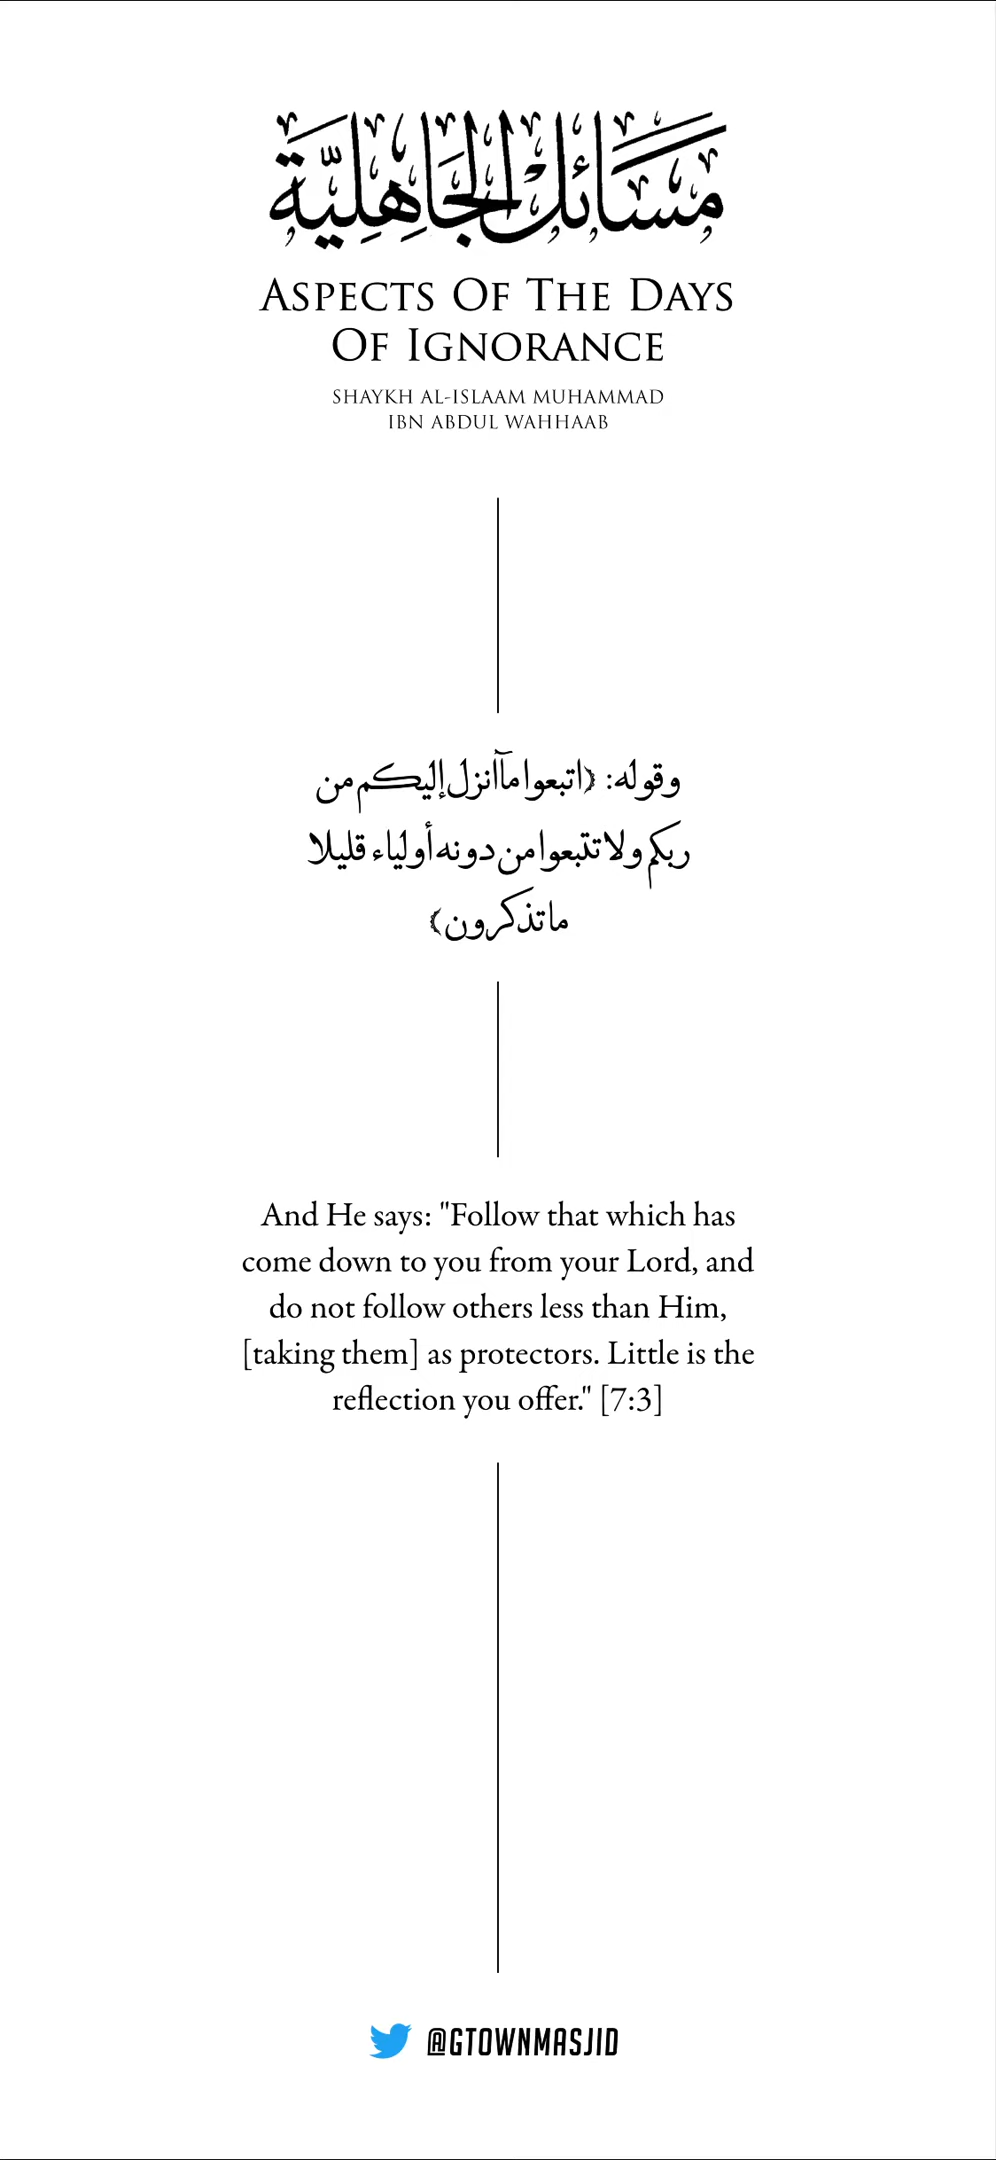 مَسَائِلُ الْجَاهِلِيَّةِ
ASPECTS OF THE DAYS
OF IGNORANCE
SHAYKH AL-ISLAAM MUHAMMAD
IBN ABDUL WAHHAAB
وقوله: ﴿اتبعوا مآ أنزل إليكم من
ربكم ولا تتبعوا من دونه أولياء قليلا
ما تذكرون﴾
And He says: "Follow that which has
come down to you from your Lord, and
do not follow others less than Him,
[taking them] as protectors. Little is the
reflection you offer." [7:3]
@GTOWNMASJID